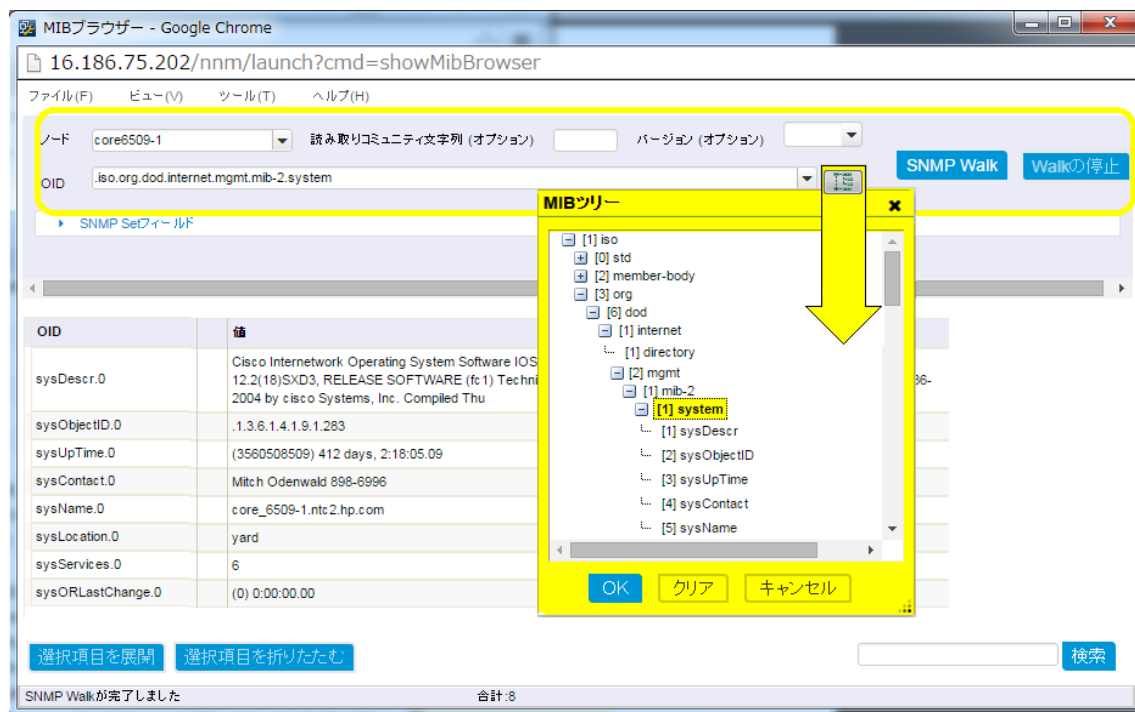 MIBブラウザー - Google Chrome
16.186.75.202/nnm/launch?cmd=showMibBrowser
ファイル(F) ビュー(V) ツール(T) ヘルプ(H)
ノード core6509-1 読み取りコミュニティ文字列 (オプション) バージョン (オプション)
SNMP Walk Walkの停止
OID .iso.org.dod.internet.mgmt.mib-2.system
SNMP Setフィールド
MIBツリー
[1] iso
[0] std
[2] member-body
[3] org
[6] dod
[1] internet
[1] directory
[2] mgmt
[1] mib-2
[1] system
[1] sysDescr
[2] sysObjectID
[3] sysUpTime
[4] sysContact
[5] sysName
OK クリア キャンセル
OID 値
sysDescr.0 Cisco Internetwork Operating System Software IOS
12.2(18)SXD3, RELEASE SOFTWARE (fc1) Techni 36-
2004 by cisco Systems, Inc. Compiled Thu
sysObjectID.0 .1.3.6.1.4.1.9.1.283
sysUpTime.0 (3560508509) 412 days, 2:18:05.09
sysContact.0 Mitch Odenwald 898-6996
sysName.0 core_6509-1.ntc2.hp.com
sysLocation.0 yard
sysServices.0 6
sysORLastChange.0 (0) 0:00:00.00
選択項目を展開 選択項目を折りたたむ 検索
SNMP Walkが完了しました 合計:8